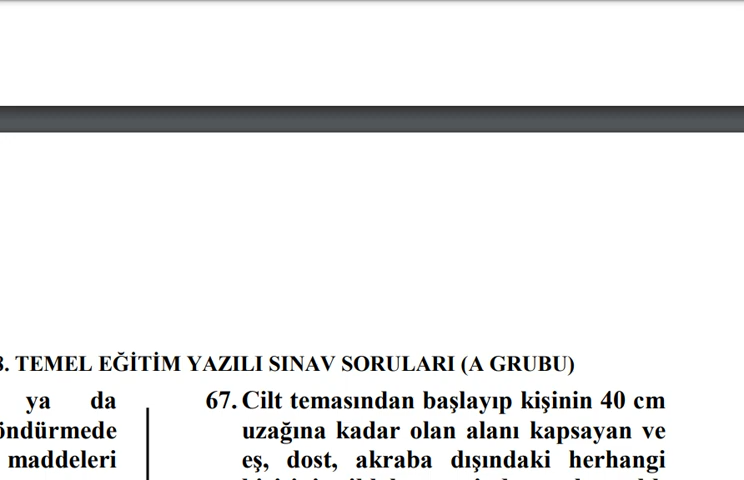 . TEMEL EĞİTİM YAZILI SINAV SORULARI (A GRUBU)
ya da
öndürmede
maddeleri
67. Cilt temasından başlayıp kişinin 40 cm
uzağına kadar olan alanı kapsayan ve
eş, dost, akraba dışındaki herhangi